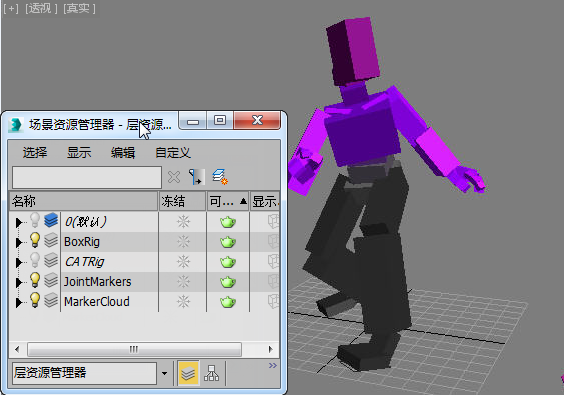 [+] [透视] [真实]
场景资源管理器 - 层资源...
选择 显示 编辑 自定义
名称 冻结 可... ▲ 显示.
0(默认)
BoxRig
CATRig
JointMarkers
MarkerCloud
层资源管理器 »